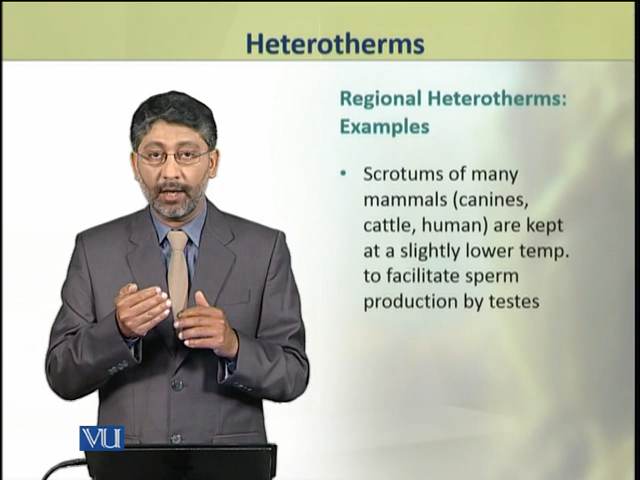 Heterotherms
Regional Heterotherms:
Examples
• Scrotums of many
mammals (canines,
cattle, human) are kept
at a slightly lower temp.
to facilitate sperm
production by testes
VU